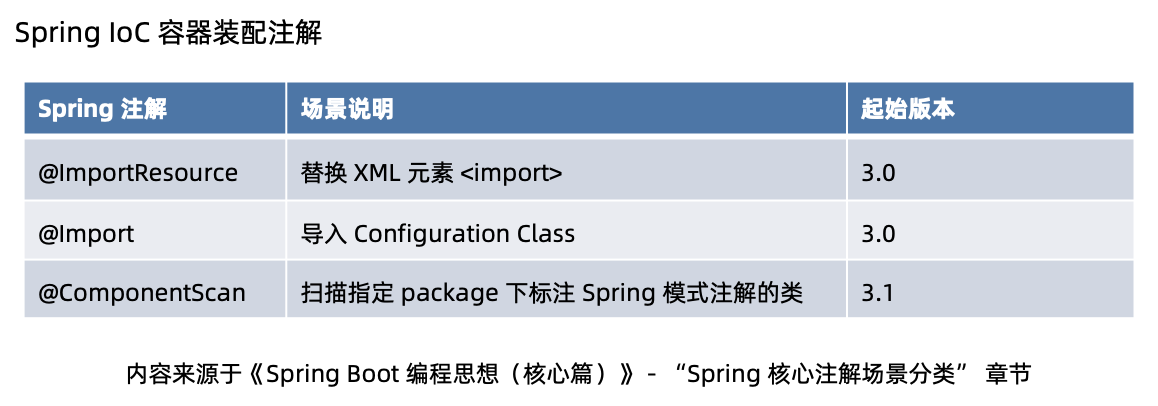 Spring IoC 容器装配注解
Spring 注解 场景说明 起始版本
@ImportResource 替换 XML 元素 <import> 3.0
@Import 导入 Configuration Class 3.0
@ComponentScan 扫描指定 package 下标注 Spring 模式注解的类 3.1
内容来源于《Spring Boot 编程思想（核心篇）》- “Spring 核心注解场景分类” 章节